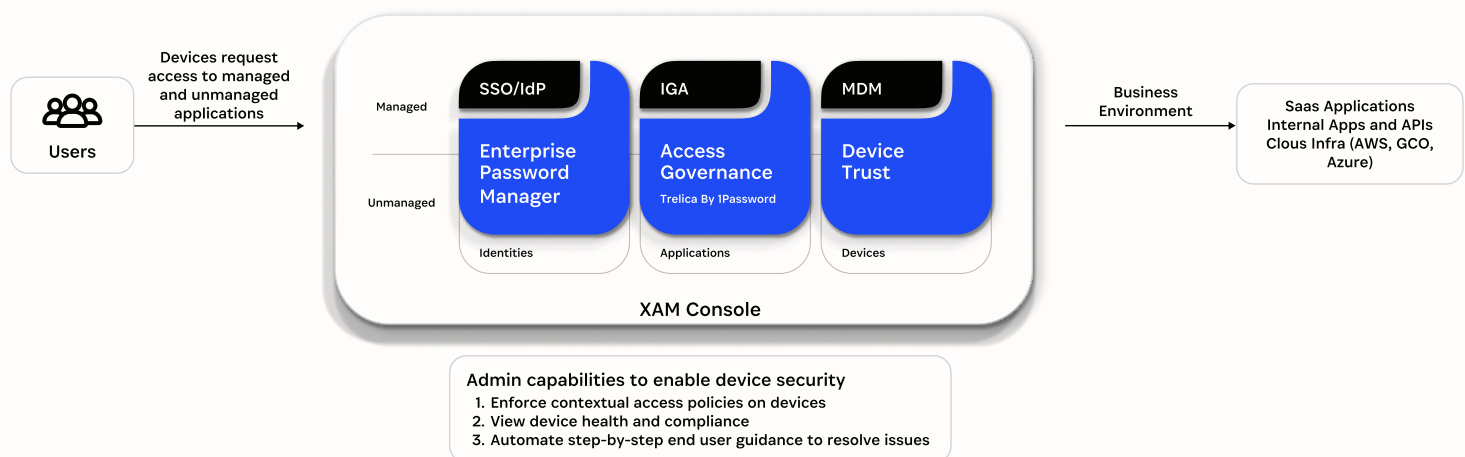 Devices request
access to managed
and unmanaged
applications
Users
Managed
Unmanaged
SSO/IdP
Enterprise
Password
Manager
Identities
IGA
Access
Governance
Trelica By 1Password
Applications
MDM
Device
Trust
Devices
XAM Console
Business
Environment
Saas Applications
Internal Apps and APIs
Clous Infra (AWS, GCO,
Azure)
Admin capabilities to enable device security
1. Enforce contextual access policies on devices
2. View device health and compliance
3. Automate step-by-step end user guidance to resolve issues